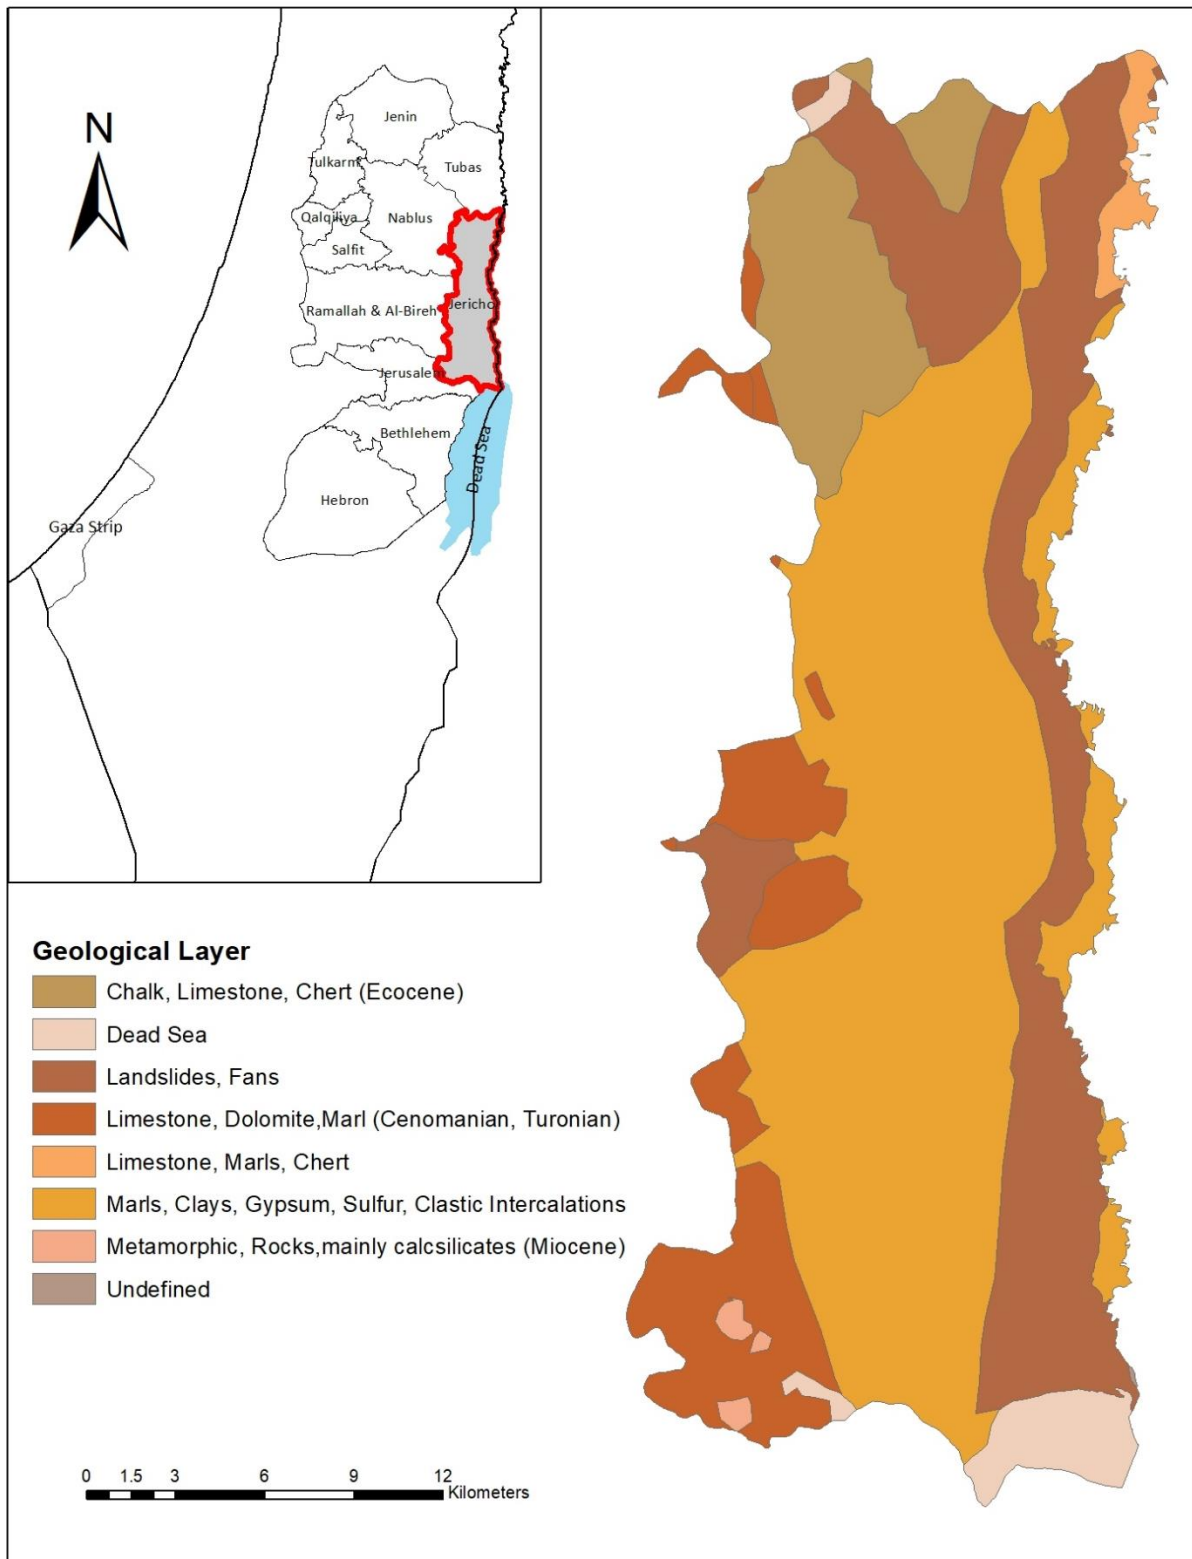 N
Jenin
Tulkarm
Tubas
Qalqiliya
Nablus
Salfit
Ramallah & Al-Bireh
Jericho
Jerusalem
Bethlehem
Dead Sea
Hebron
Gaza Strip
Geological Layer
Chalk, Limestone, Chert (Ecocene)
Dead Sea
Landslides, Fans
Limestone, Dolomite,Marl (Cenomanian, Turonian)
Limestone, Marls, Chert
Marls, Clays, Gypsum, Sulfur, Clastic Intercalations
Metamorphic, Rocks,mainly calcsilicates (Miocene)
Undefined
0 1.5 3 6 9 12
Kilometers